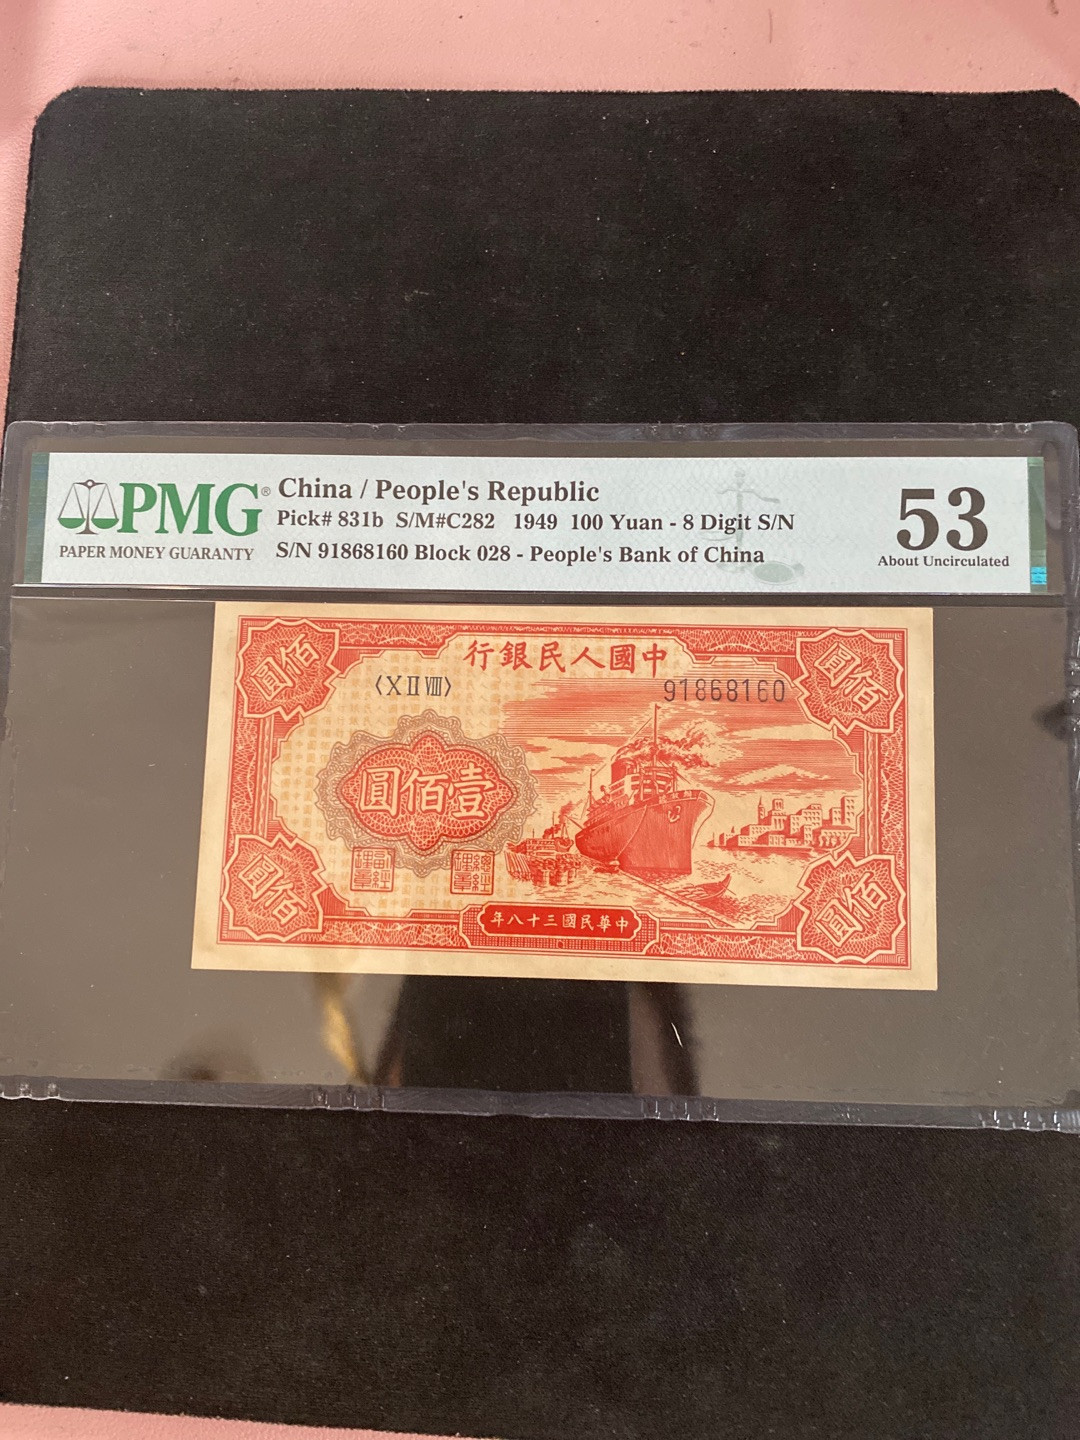 PMG®
PAPER MONEY GUARANTY
China / People's Republic
Pick# 831b S/M#C282 1949 100 Yuan - 8 Digit S/N
S/N 91868160 Block 028 - People's Bank of China
53
About Uncirculated
行銀民人國中
〈X II VIII〉
91868160
圓佰
圓佰
圓佰壹
圓佰
圓佰
年八十三國民華中